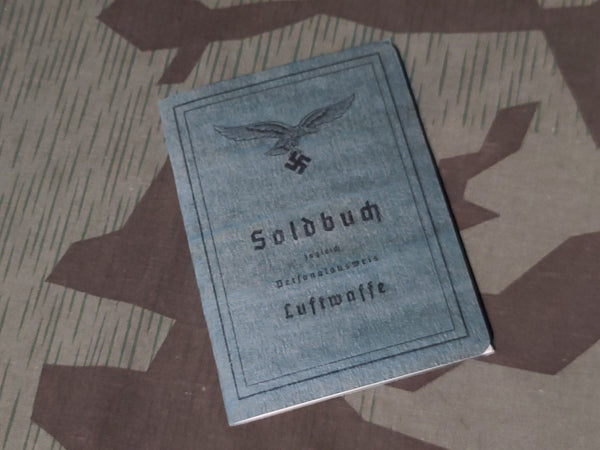 Soldbuch
zugleich
Personalausweis
Luftwaffe